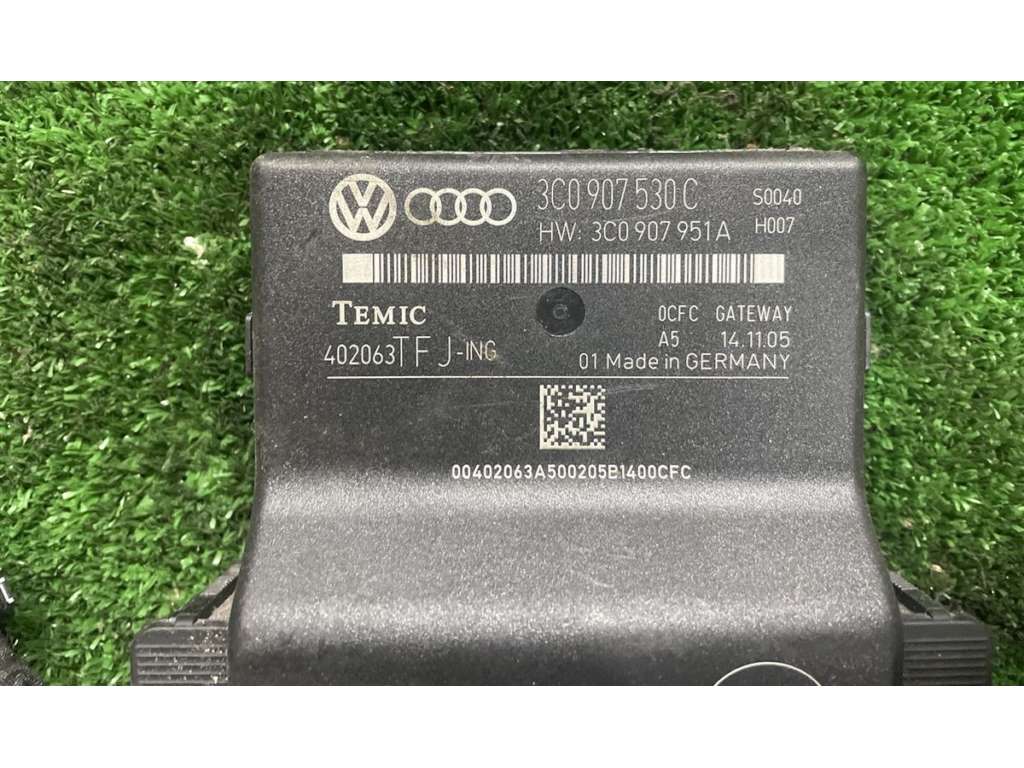 3C0 907 530 C S0040
HW: 3C0 907 951 A H007
TEMIC 0CFC GATEWAY
A5 14.11.05
402063TFJ-ING 01 Made in GERMANY
00402063A500205B1400CFC